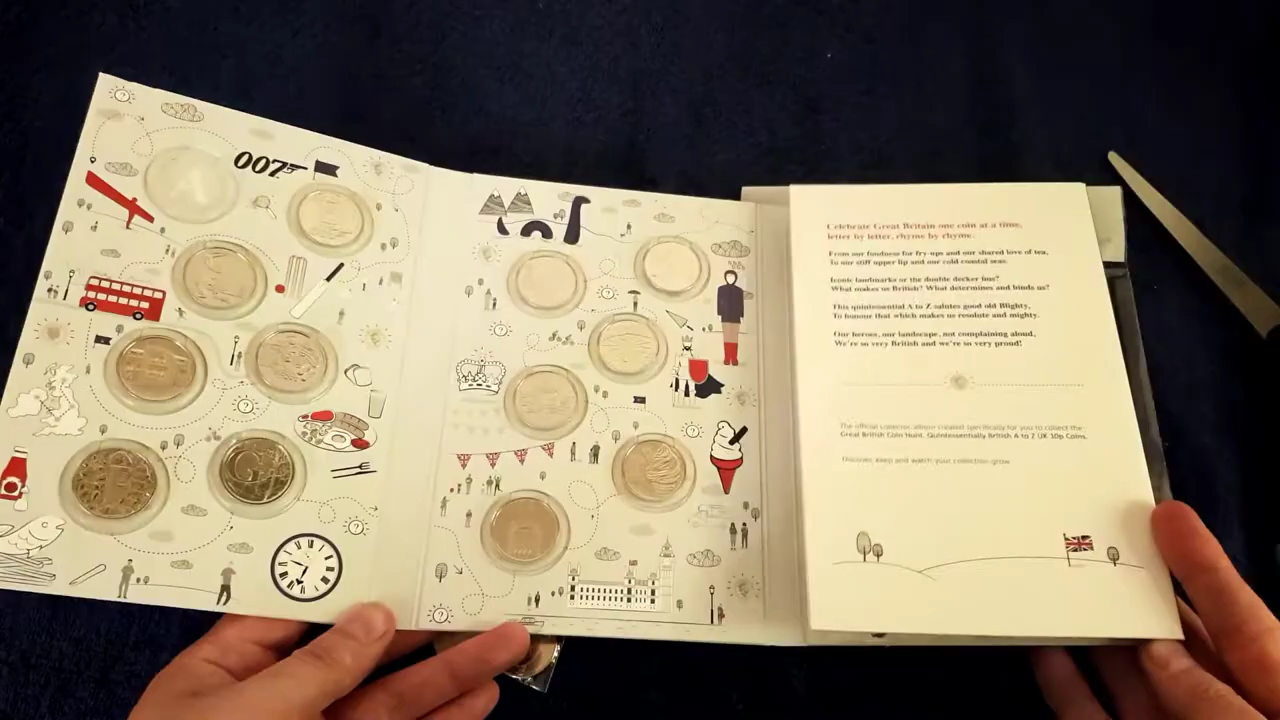 007
Celebrate Great Britain one coin at a time,
letter by letter, rhyme by rhyme.
From our fondness for fry-ups and our shared love of tea,
To our stiff upper lip and our cold coastal seas.
Iconic landmarks or the double decker bus?
What makes us British? What determines and binds us?
This quintessential A to Z salutes good old Blighty,
To honour that which makes us resolute and mighty.
Our heroes, our landscape, not complaining aloud,
We're so very British and we're so very proud!
The official collectors album created specifically for you to collect the
Great British Coin Hunt, Quintessentially British A to Z UK 10p Coins.
Discover, keep and watch your collection grow